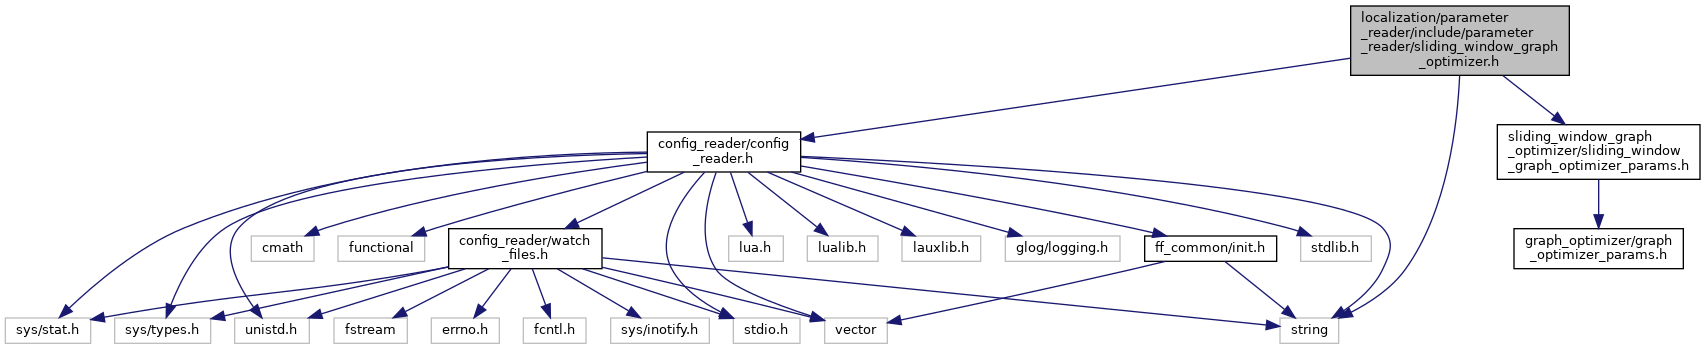 localization/parameter
_reader/include/parameter
_reader/sliding_window_graph
_optimizer.h
config_reader/config
_reader.h
sliding_window_graph
_optimizer/sliding_window
_graph_optimizer_params.h
cmath
functional
config_reader/watch
_files.h
lua.h
lualib.h
lauxlib.h
glog/logging.h
ff_common/init.h
stdlib.h
graph_optimizer/graph
_optimizer_params.h
sys/stat.h
sys/types.h
unistd.h
fstream
errno.h
fcntl.h
sys/inotify.h
stdio.h
vector
string